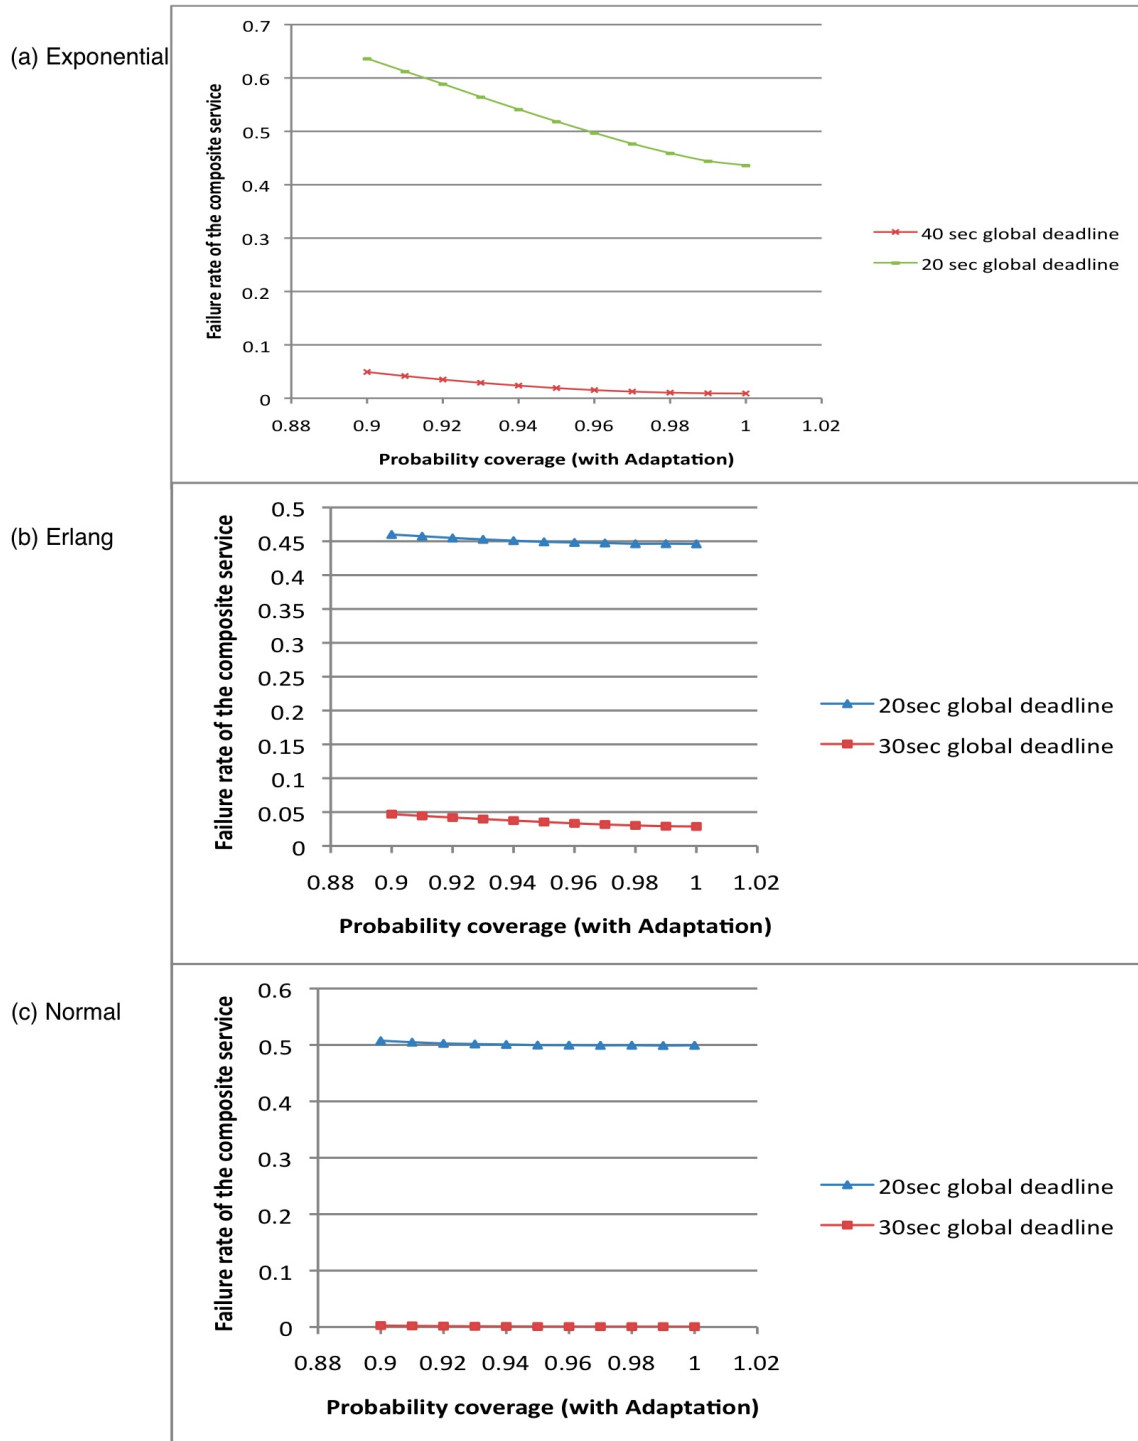 (a) Exponential
Failure rate of the composite service
0.7
0.6
0.5
0.4
0.3
0.2
0.1
0
0.88 0.9 0.92 0.94 0.96 0.98 1 1.02
Probability coverage (with Adaptation)
40 sec global deadline
20 sec global deadline
(b) Erlang
Failure rate of the composite service
0.5
0.45
0.4
0.35
0.3
0.25
0.2
0.15
0.1
0.05
0
0.88 0.9 0.92 0.94 0.96 0.98 1 1.02
Probability coverage (with Adaptation)
20sec global deadline
30sec global deadline
(c) Normal
Failure rate of the composite service
0.6
0.5
0.4
0.3
0.2
0.1
0
0.88 0.9 0.92 0.94 0.96 0.98 1 1.02
Probability coverage (with Adaptation)
20sec global deadline
30sec global deadline